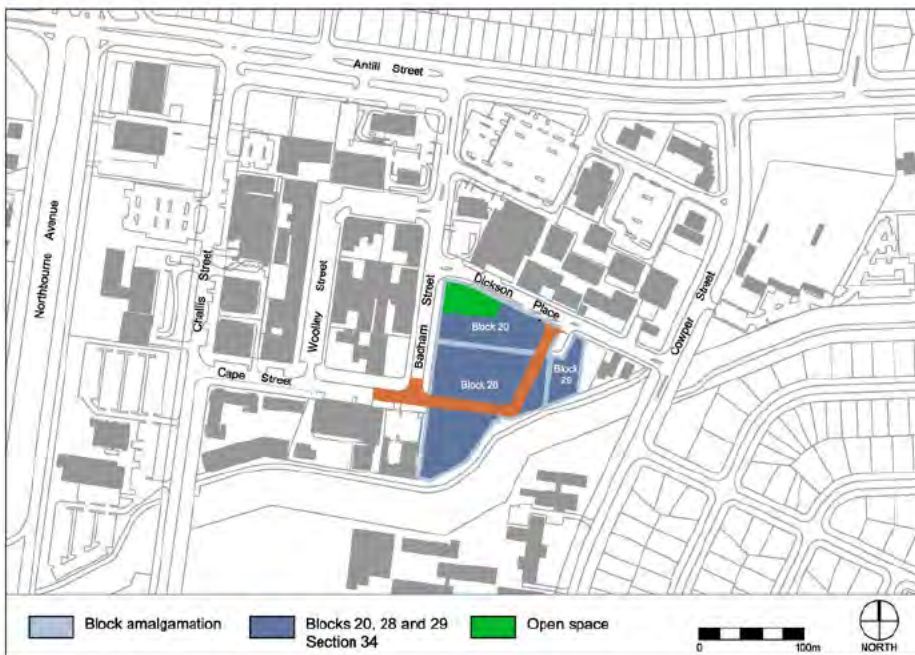 Antill Street
Northbourne Avenue
Challis Street
Woolley Street
Badham Street
Dickson Place
Cowper Street
Cape Street
Block 20
Block 28
Block
29
Block amalgamation
Blocks 20, 28 and 29
Section 34
Open space
0
100m
NORTH